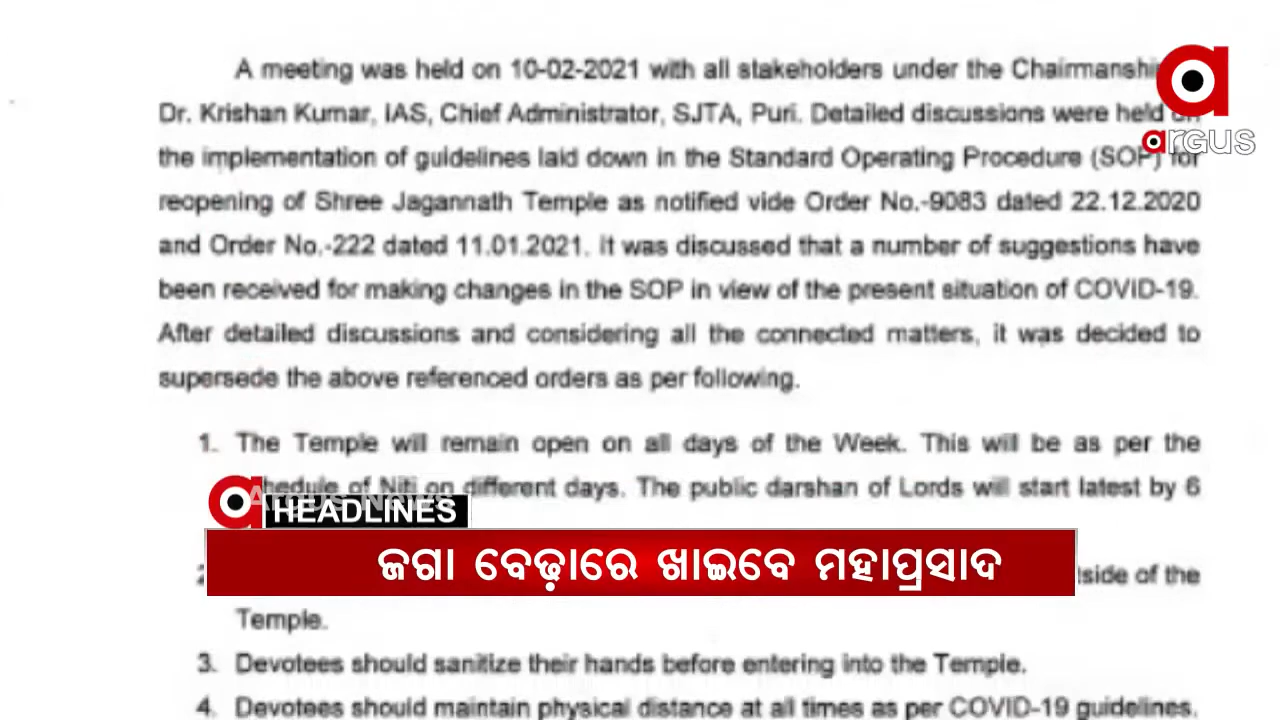 A meeting was held on 10-02-2021 with all stakeholders under the
Dr. Krishan Kumar, IAS, Chief Administrator, SJTA, Puri. Detailed discussions were held on
the implementation of guidelines laid down in the Standard Operating Procedure (SOP) for
reopening of Shree Jagannath Temple as notified vide Order No.-9083 dated 22.12.2020
and Order No.-222 dated 11.01.2021. It was discussed that a number of suggestions have
been received for making changes in the SOP in view of the present situation of COVID-19.
After detailed discussions and considering all the connected matters, it was decided to
supersede the above referenced orders as per following.
1. The Temple will remain open on all days of the Week. This will be as per the
of Niti on different days. The public darshan of Lords will start latest by 6
of the
Temple.
3. Devotees should sanitize their hands before entering into the Temple.
4. Devotees should maintain physical distance at all times as per COVID-19 guidelines.
argus
Argus News
HEADLINES
ଜଗା ବେଢ଼ାରେ ଖାଇବେ ମହାପ୍ରସାଦ